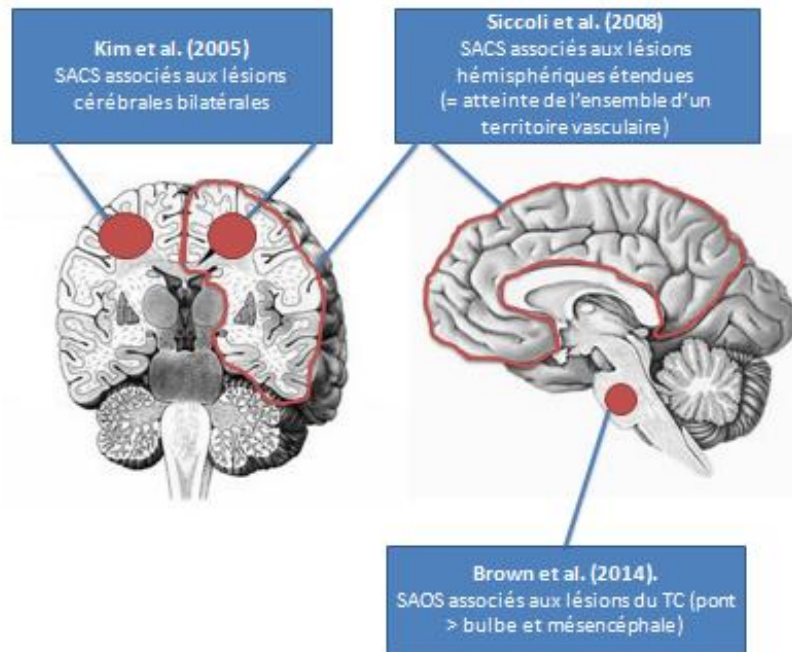 Kim et al. (2005)
SACS associés aux lésions
cérébrales bilatérales
Siccoli et al. (2008)
SACS associés aux lésions
hémisphériques étendues
(= atteinte de l'ensemble d'un
territoire vasculaire)
Brown et al. (2014).
SAOS associés aux lésions du TC (pont
> bulbe et mésencéphale)